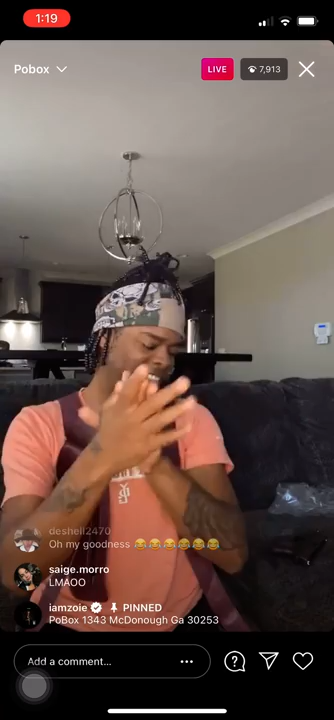 1:19
Pobox
LIVE
7,913
deshell2470
Oh my goodness 😂😂😂😂😂😂
saige.morro
LMAOO
iamzoie PINNED
PoBox 1343 McDonough Ga 30253
Add a comment...